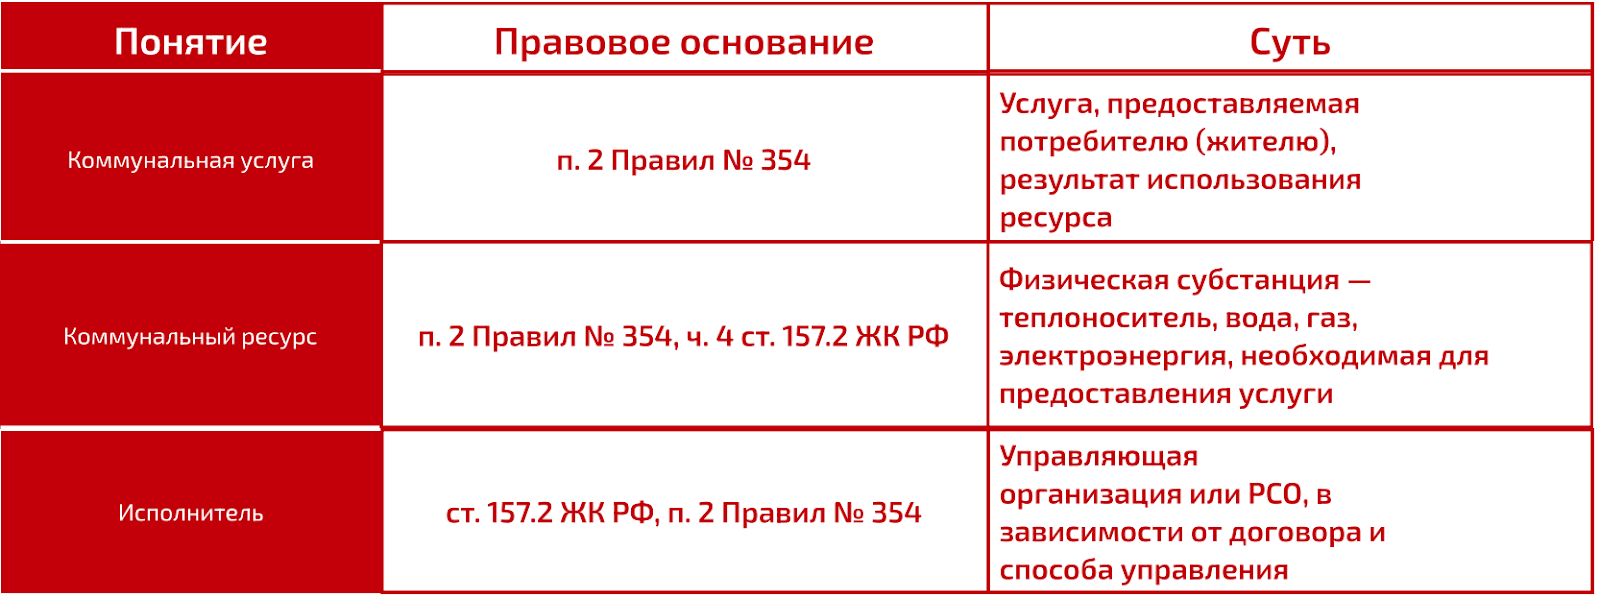 Понятие
Правовое основание
Суть
Коммунальная услуга
п. 2 Правил № 354
Услуга, предоставляемая
потребителю (жителю),
результат использования
ресурса
Коммунальный ресурс
п. 2 Правил № 354, ч. 4 ст. 157.2 ЖК РФ
Физическая субстанция —
теплоноситель, вода, газ,
электроэнергия, необходимая для
предоставления услуги
Исполнитель
ст. 157.2 ЖК РФ, п. 2 Правил № 354
Управляющая
организация или РСО, в
зависимости от договора и
способа управления